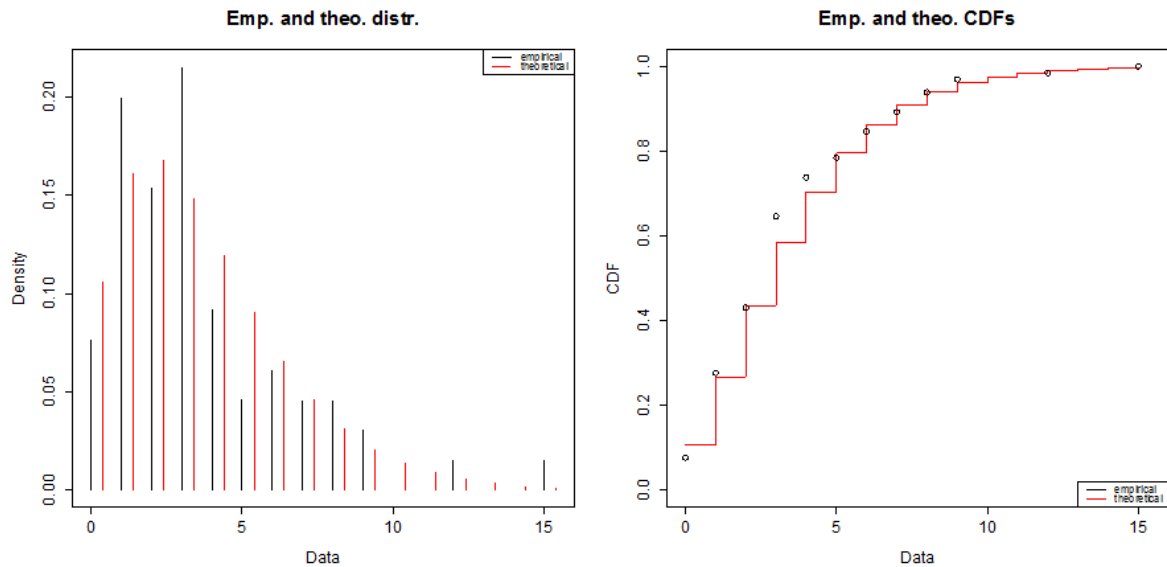 Emp. and theo. distr.
empirical
theoretical
Density
0.00
0.05
0.10
0.15
0.20
0
5
10
15
Data
Emp. and theo. CDFs
CDF
0.0
0.2
0.4
0.6
0.8
1.0
empirical
theoretical
0
5
10
15
Data